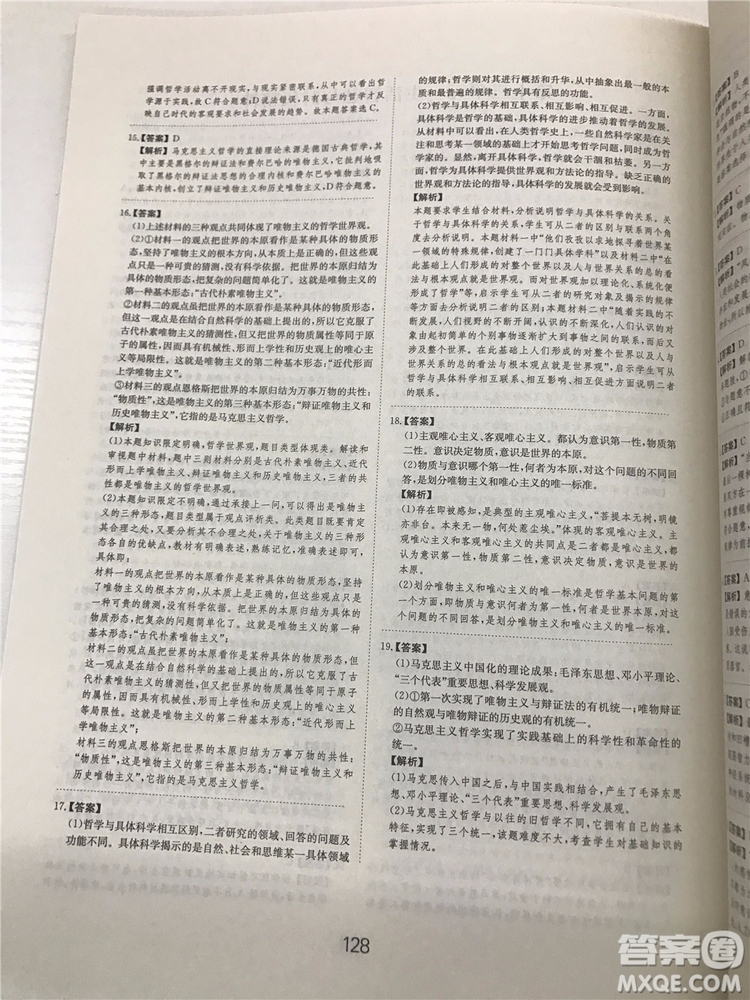 强调哲学活动离不开现实,与现实紧密联系,从中可以看出
哲学源于实践,故C符合题意;D说法错误,只有真正的哲学才
反映自己时代的客观要求和社会发展的趋势。故本题答案选C。
15.【答案】D
【解析】马克思主义哲学的直接理论来源是德国古典哲学,其
中主要是黑格尔的辩证法和费尔巴哈的唯物主义,它批判地吸
取了黑格尔的辩证法的合理内核和费尔巴哈的唯物主义的基
本内核,创立了辩证唯物主义和历史唯物主义,D符合题意。
16.【答案】
(1)上述材料的三种观点共同体现了唯物主义的哲学世界观。
(2)①材料一的观点把世界的本原看作是某种具体的物质形
态,坚持了唯物主义的根本方向,从本质上是正确的,但这些观
点只是一种可贵的猜测,没有科学依据。把世界的本原归结为
具体的物质形态,把复杂的问题简单化了。这是唯物主义的
第一种基本形态:“古代朴素唯物主义”。
②材料二的观点虽把世界的本原看作是某种具体的物质形态,
但这些观点是在结合自然科学的基础上提出的,所以它克服了
古代朴素唯物主义的猜测性,但又把物质的根本属性等同于原
子的属性,因而具有机械性、形而上学性和历史观上的唯心主
义等局限性。这是唯物主义的第二种基本形态:“近代形而上
学唯物主义”。
③材料三的观点恩格斯把世界的本原归结为万事万物的共性:
“物质性”,这是唯物主义的第三种基本形态:“辩证唯物主义和
历史唯物主义”,它指的是马克思主义哲学。
【解析】
(1)本题知识限定明确,哲学世界观,题目类型体现类。解读和
审视题中材料,题中三则材料分别是古代朴素唯物主义、近代
形而上学唯物主义、辩证唯物主义和历史唯物主义,三者的共
性都是唯物主义的哲学世界观。
(2)本题知识限定不明确,通过承接上一问,可以得出是唯物主
义的三种形态,题目类型属于观点评析类。此类题目既要肯定
其合理之处,又要分析其不合理之处,关于唯物主义的三种形
态各自的优缺点,教材有明确表述,熟练记忆,准确表述即可。
具体即:
材料一的观点把世界的本原看作是某种具体的物质形态,坚持
了唯物主义的根本方向,从本质上是正确的,但这些观点只是
一种可贵的猜测,没有科学依据。把世界的本原归结为具体的
物质形态,把复杂的问题简单化了。这是唯物主义的第一种
基本形态:“古代朴素唯物主义”;
材料二的观点虽把世界的本原看作是某种具体的物质形态,但
这些观点是在结合自然科学的基础上提出的,所以它克服了古
代朴素唯物主义的猜测性,但又把物质的根本属性等同于原子
的属性,因而具有机械性、形而上学性和历史观上的唯心主义
等局限性。这是唯物主义的第二种基本形态:“近代形而上
学唯物主义”;
材料三的观点恩格斯把世界的本原归结为万事万物的共性:
“物质性”,这是唯物主义的第三种基本形态:“辩证唯物主义和
历史唯物主义”,它指的是马克思主义哲学。
17.【答案】
(1)哲学与具体科学相互区别,二者研究的领域、回答的问题及
功能不同。具体科学揭示的是自然、社会和思维某一具体领域
的规律;哲学则对其进行概括和升华,从中抽象出最一般的本
质和最普遍的规律。哲学具有反思的功能。
(2)哲学与具体科学相互联系、相互影响、相互促进。一方面,
具体科学是哲学的基础,具体科学的进步推动着哲学的发展。
从材料中可以看到,在人类哲学史上,一些自然科学家是在关
注和思考某一领域的基础上才开始思考哲学问题,同时成为哲
学家的。离开具体科学的研究,哲学就会干涸和枯萎。另一方
面,哲学为具体科学提供世界观和方法论的指导。缺乏正确的
世界观和方法论的指导,具体科学的发展就会受到影响。
【解析】
本题要求学生结合材料,分析说明哲学与具体科学的关系。关
于哲学与具体科学的关系,学生可从二者的区别与联系两个角
度去分析说明。材料一中“他们孜孜以求地探寻着世界某一
领域的特殊规律,创建了一门门具体学科”以及材料二中“在
此基础上人们形成的对整个世界以及人与世界关系的总的看
法与根本观点就是世界观。而世界观加以理论化、系统化便
形成了哲学”等,启示学生可从二者的研究对象及关注的规律
等方面去分析说明二者的区别。根据材料二中“随着实践的不
断发展,人们认识的领域不断扩大,认识的不断深化,人们认识的对
象由起初简单的个别事物逐渐扩大到事物之间的联系,进而又
涉及整个世界。在此基础上人们形成的对整个世界以及人与
世界关系的总的看法与根本观点就是世界观”,启示学生可从
哲学与具体科学相互联系、相互影响、相互促进方面说明二者
的联系。
18.【答案】
(1)主观唯心主义、客观唯心主义。都认为意识第一性,物质第
二性。意识决定物质,意识是世界的本原。
(2)物质与意识哪个第一性,何者为本原,对这个问题的不同回
答,是划分唯物主义和唯心主义的唯一标准。
【解析】
(1)存在即被感知,是典型的主观唯心主义,“菩提本无树,明镜
亦非台。本来无一物,何处惹尘埃。”体现了客观唯心主义。主
观唯心主义和客观唯心主义的共同点是二者都是唯心主义,都
认为意识第一性,物质第二性,意识决定物质,意识是世界的
本原。
(2)划分唯物主义和唯心主义的唯一标准是哲学基本问题的第
一个方面,即物质与意识何者为第一性,何者为世界的本原,对这
个问题的不同回答。
19.【答案】
(1)马克思主义中国化的理论成果:毛泽东思想、邓小平理论、
“三个代表”重要思想、科学发展观。
(2)①第一次实现了唯物主义与辩证法的有机统一;唯物辩证
的自然观与唯物辩证的历史观的有机统一。
②马克思主义哲学实现了实践基础上的科学性和革命性的
统一。
【解析】
(1)马克思传入中国之后,与中国实践相结合,产生了毛泽东思
想,邓小平理论、“三个代表”重要思想、科学发展观。
(2)马克思主义哲学与以往的旧哲学不同,有三个鲜明的基本
特征,实现了三个统一,该题难度不大,考查学生对基础知识的
掌握情况。
128
答案圈
MXQE.COM